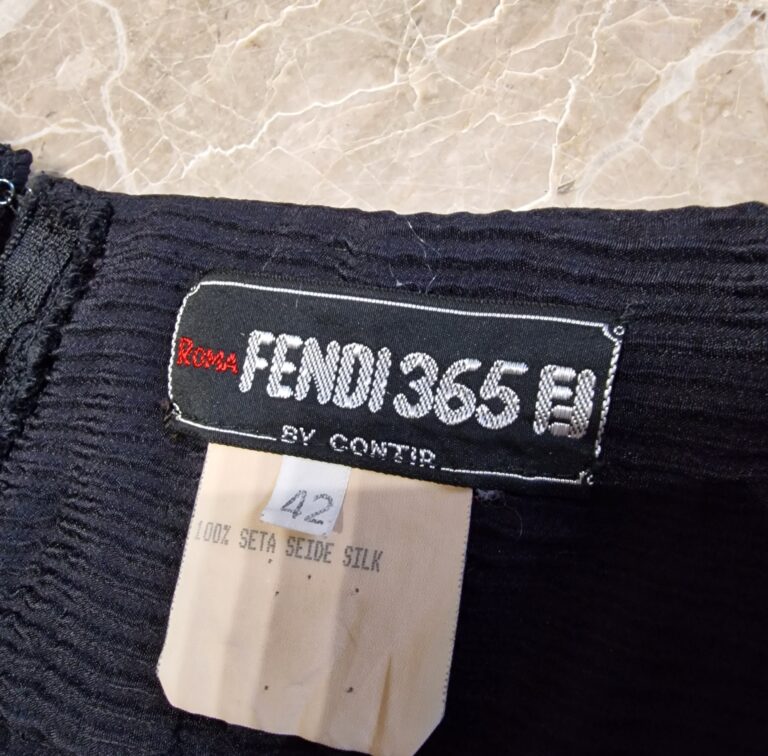 ROMA FENDI 365
BY CONTIR
42
100% SETA SEIDE SILK